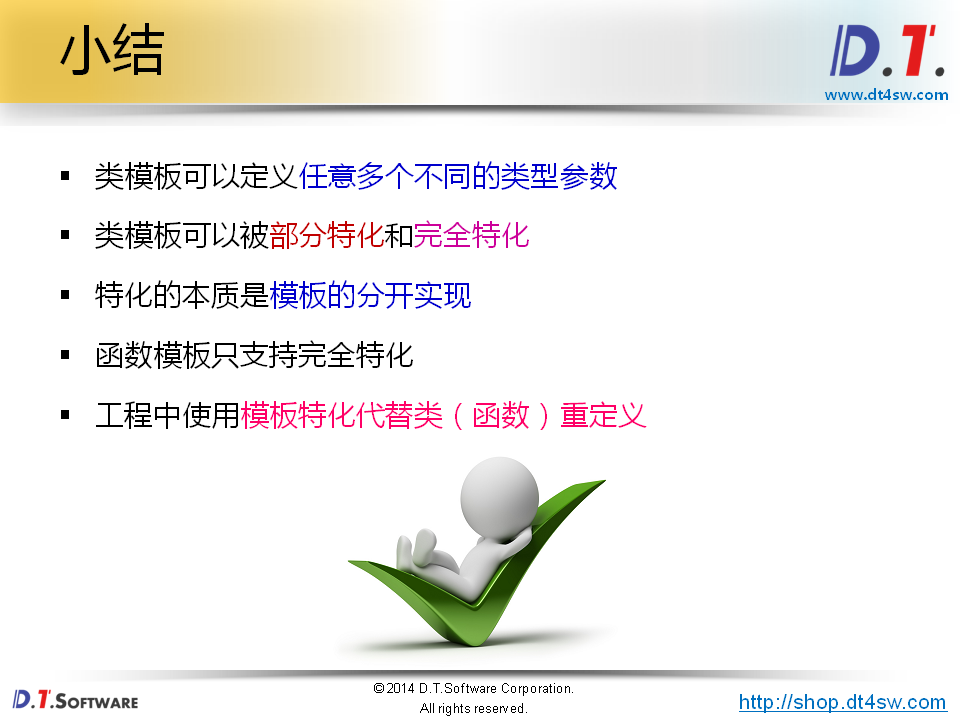 小结
D.T.
www.dt4sw.com
▪ 类模板可以定义任意多个不同的类型参数
▪ 类模板可以被部分特化和完全特化
▪ 特化的本质是模板的分开实现
▪ 函数模板只支持完全特化
▪ 工程中使用模板特化代替类（函数）重定义
D.T.SOFTWARE
©2014 D.T.Software Corporation.
All rights reserved.
http://shop.dt4sw.com